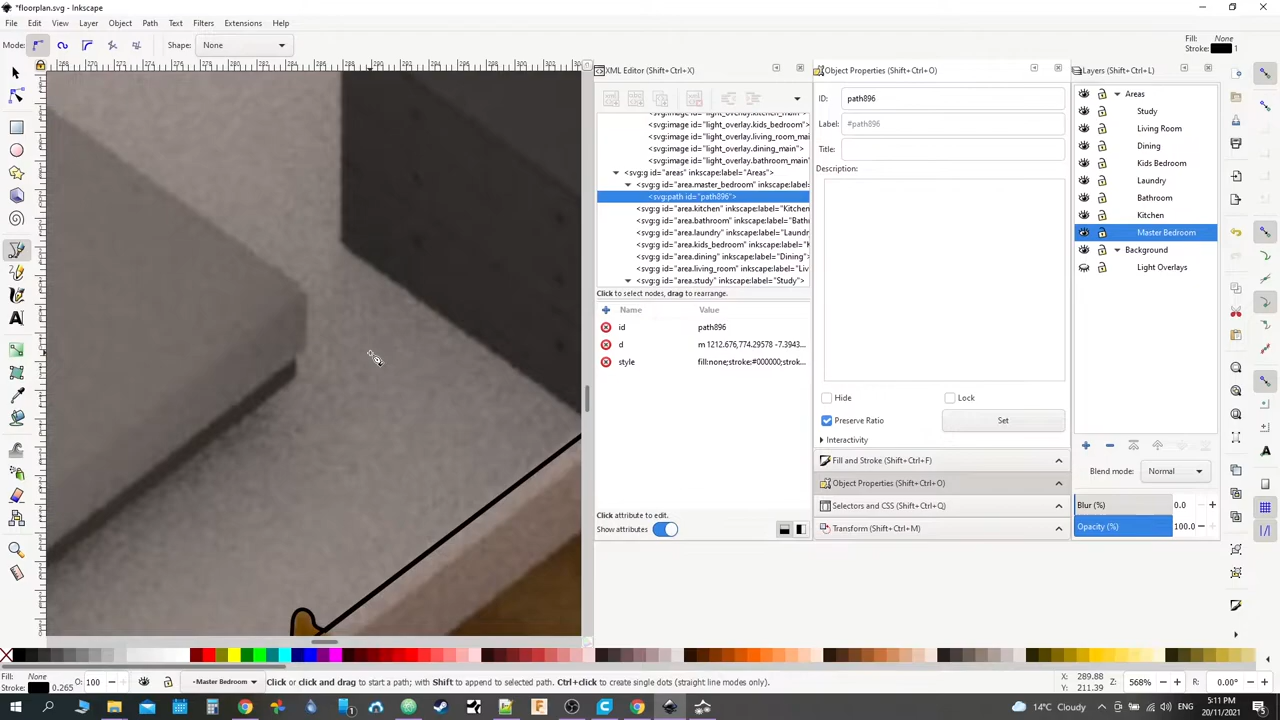 *floorplan.svg - Inkscape
File Edit View Layer Object Path Text Filters Extensions Help
Mode: Shape: None
Fill: None
Stroke: 1
XML Editor (Shift+Ctrl+X)
<svg:image id="light_overlay.kids_bedroom"
<svg:image id="light_overlay.living_room_mai
<svg:image id="light_overlay.dining_main">
<svg:image id="light_overlay.bathroom_main"
<svg:g id="areas" inkscape:label="Areas">
<svg:g id="area.master_bedroom" inkscape:label=
<svg:path id="path896">
<svg:g id="area.kitchen" inkscape:label="Kitchen
<svg:g id="area.bathroom" inkscape:label="Bathr
<svg:g id="area.laundry" inkscape:label="Laundr
<svg:g id="area.kids_bedroom" inkscape:label="K
<svg:g id="area.dining" inkscape:label="Dining">
<svg:g id="area.living_room" inkscape:label="Livi
<svg:g id="area.study" inkscape:label="Study">
Click to select nodes, drag to rearrange.
Name Value
id path896
d m 1212.676,774.29578 -7.3943...
style fill:none;stroke:#000000;strok...
Click attribute to edit.
Show attributes
Object Properties (Shift+Ctrl+O)
ID: path896
Label: #path896
Title:
Description:
Hide Lock
Preserve Ratio Set
Interactivity
Fill and Stroke (Shift+Ctrl+F)
Object Properties (Shift+Ctrl+O)
Selectors and CSS (Shift+Ctrl+Q)
Transform (Shift+Ctrl+M)
Layers (Shift+Ctrl+L)
Areas
Study
Living Room
Dining
Kids Bedroom
Laundry
Bathroom
Kitchen
Master Bedroom
Background
Light Overlays
Blend mode: Normal
Blur (%) 0.0
Opacity (%) 100.0
Fill: None
Stroke: 0.265
O: 100
Master Bedroom
Click or click and drag to start a path; with Shift to append to selected path. Ctrl+click to create single dots (straight line modes only).
X: 289.88
Y: 211.39
Z: 568%
R: 0.00°
14°C Cloudy
ENG
5:11 PM
20/11/2021